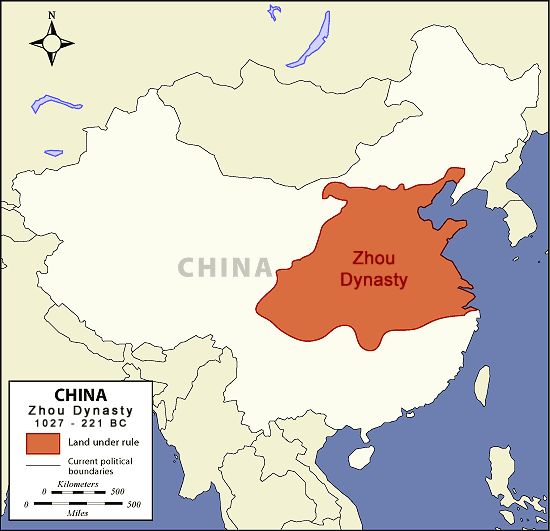 N
CHINA
Zhou
Dynasty
CHINA
Zhou Dynasty
1027 - 221 BC
Land under rule
Current political
boundaries
Kilometers
0 500
0 500
Miles